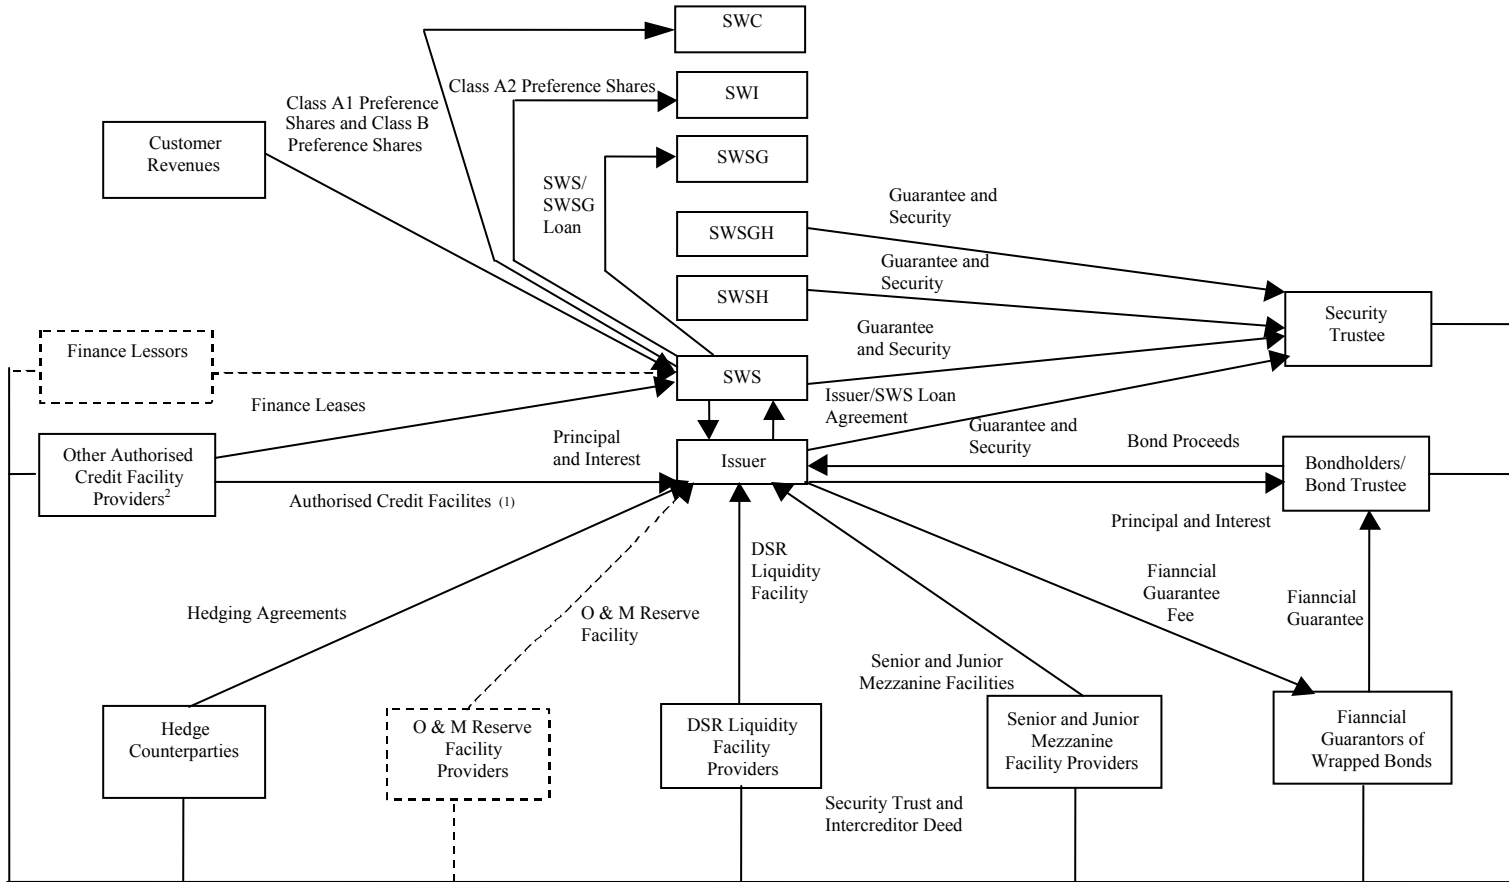 SWC
Class A2 Preference Shares
SWI
Class A1 Preference
Shares and Class B
Preference Shares
Customer
Revenues
SWSG
SWS/
SWSG
Loan
Guarantee and
Security
SWSGH
Guarantee and
Security
SWSH
Security
Trustee
Guarantee
and Security
Finance Lessors
SWS
Finance Leases
Issuer/SWS Loan
Agreement
Guarantee and
Security
Principal
and Interest
Bond Proceeds
Other Authorised
Credit Facility
Providers2
Issuer
Bondholders/
Bond Trustee
Authorised Credit Facilites (1)
Principal and Interest
DSR
Liquidity
Facility
Fianncial
Guarantee
Fee
Fianncial
Guarantee
Hedging Agreements
O & M Reserve
Facility
Senior and Junior
Mezzanine Facilities
Hedge
Counterparties
O & M Reserve
Facility
Providers
DSR Liquidity
Facility
Providers
Senior and Junior
Mezzanine
Facility Providers
Fianncial
Guarantors of
Wrapped Bonds
Security Trust and
Intercreditor Deed